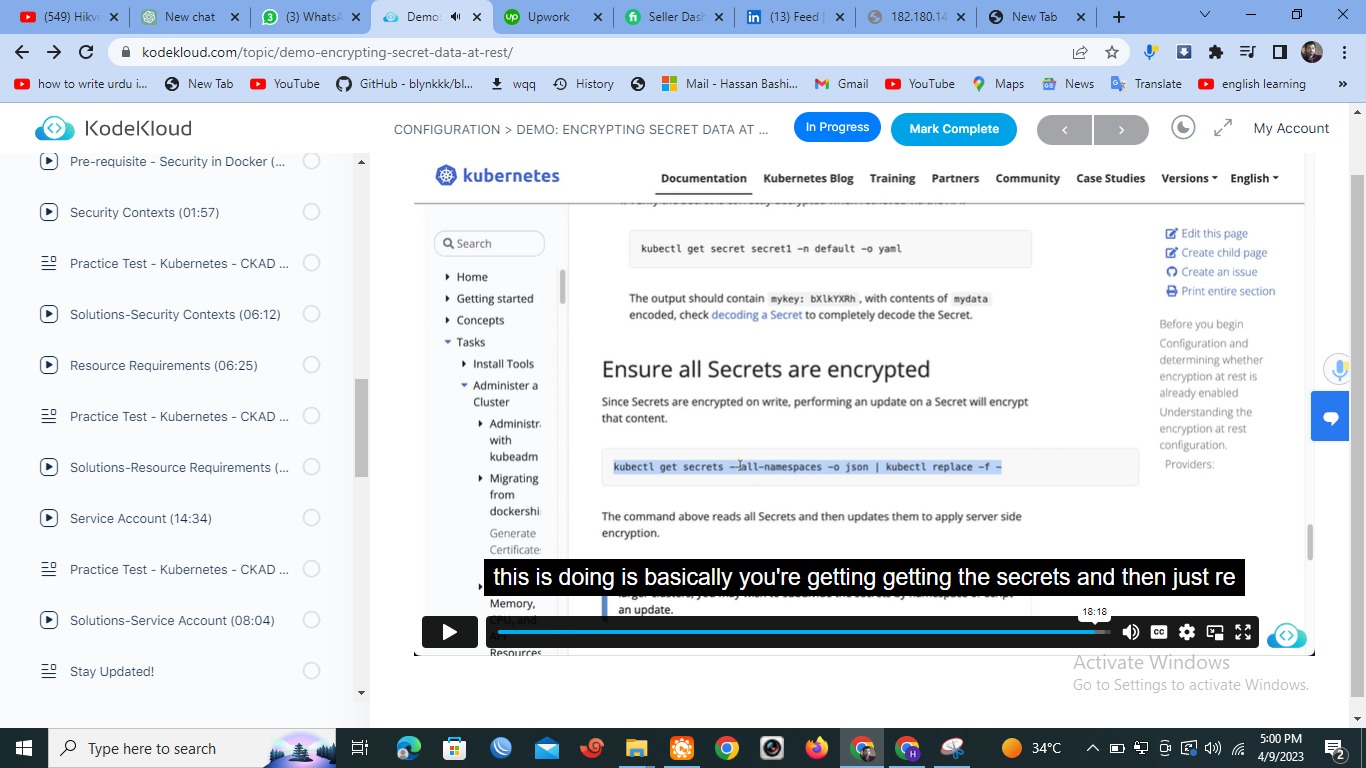 (549) Hikv
New chat
(3) WhatsA
Demo:
Upwork
Seller Dash
(13) Feed |
182.180.14
New Tab
kodekloud.com/topic/demo-encrypting-secret-data-at-rest/
how to write urdu i...
New Tab
YouTube
GitHub - blynkkk/bl...
wqq
History
Mail - Hassan Bashi...
Gmail
YouTube
Maps
News
Translate
english learning
»
KodeKloud
CONFIGURATION > DEMO: ENCRYPTING SECRET DATA AT ...
In Progress
Mark Complete
<
>
My Account
Pre-requisite - Security in Docker (...
Security Contexts (01:57)
Practice Test - Kubernetes - CKAD ...
Solutions-Security Contexts (06:12)
Resource Requirements (06:25)
Practice Test - Kubernetes - CKAD ...
Solutions-Resource Requirements (...
Service Account (14:34)
Practice Test - Kubernetes - CKAD ...
Solutions-Service Account (08:04)
Stay Updated!
kubernetes
Documentation
Kubernetes Blog
Training
Partners
Community
Case Studies
Versions
English
Search
Home
Getting started
Concepts
Tasks
Install Tools
Administer a
Cluster
Administr
with
kubeadm
Migrating
from
dockershi
Generate
Certificate
Memory,
CPU, and
API
Resources
kubectl get secret secret1 -n default -o yaml
The output should contain mykey: bXlkYXRh, with contents of mydata
encoded, check decoding a Secret to completely decode the Secret.
Ensure all Secrets are encrypted
Since Secrets are encrypted on write, performing an update on a Secret will encrypt
that content.
kubectl get secrets --all-namespaces -o json | kubectl replace -f -
The command above reads all Secrets and then updates them to apply server side
encryption.
an update.
Edit this page
Create child page
Create an issue
Print entire section
Before you begin
Configuration and
determining whether
encryption at rest is
already enabled
Understanding the
encryption at rest
configuration.
Providers:
this is doing is basically you're getting getting the secrets and then just re
18:18
CC
Activate Windows
Go to Settings to activate Windows.
Type here to search
34°C
5:00 PM
4/9/2023
2